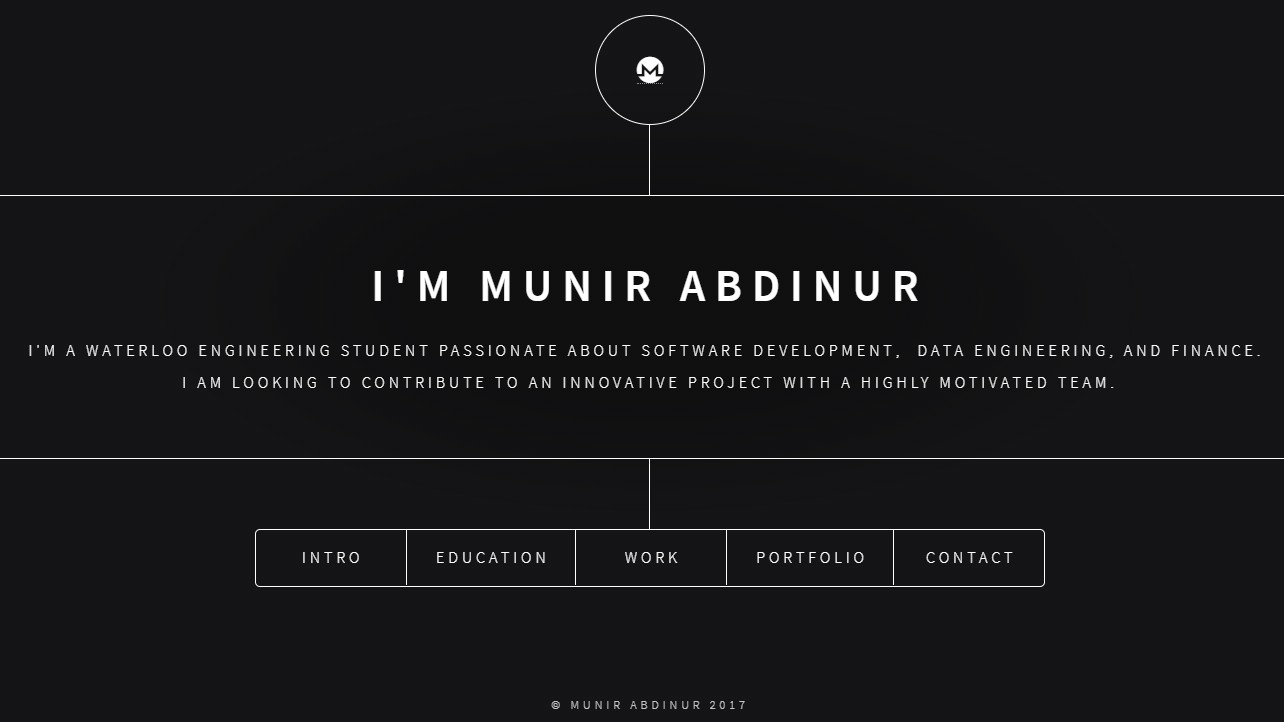 I'M MUNIR ABDINUR
I'M A WATERLOO ENGINEERING STUDENT PASSIONATE ABOUT SOFTWARE DEVELOPMENT, DATA ENGINEERING, AND FINANCE.
I AM LOOKING TO CONTRIBUTE TO AN INNOVATIVE PROJECT WITH A HIGHLY MOTIVATED TEAM.
INTRO EDUCATION WORK PORTFOLIO CONTACT
© MUNIR ABDINUR 2017